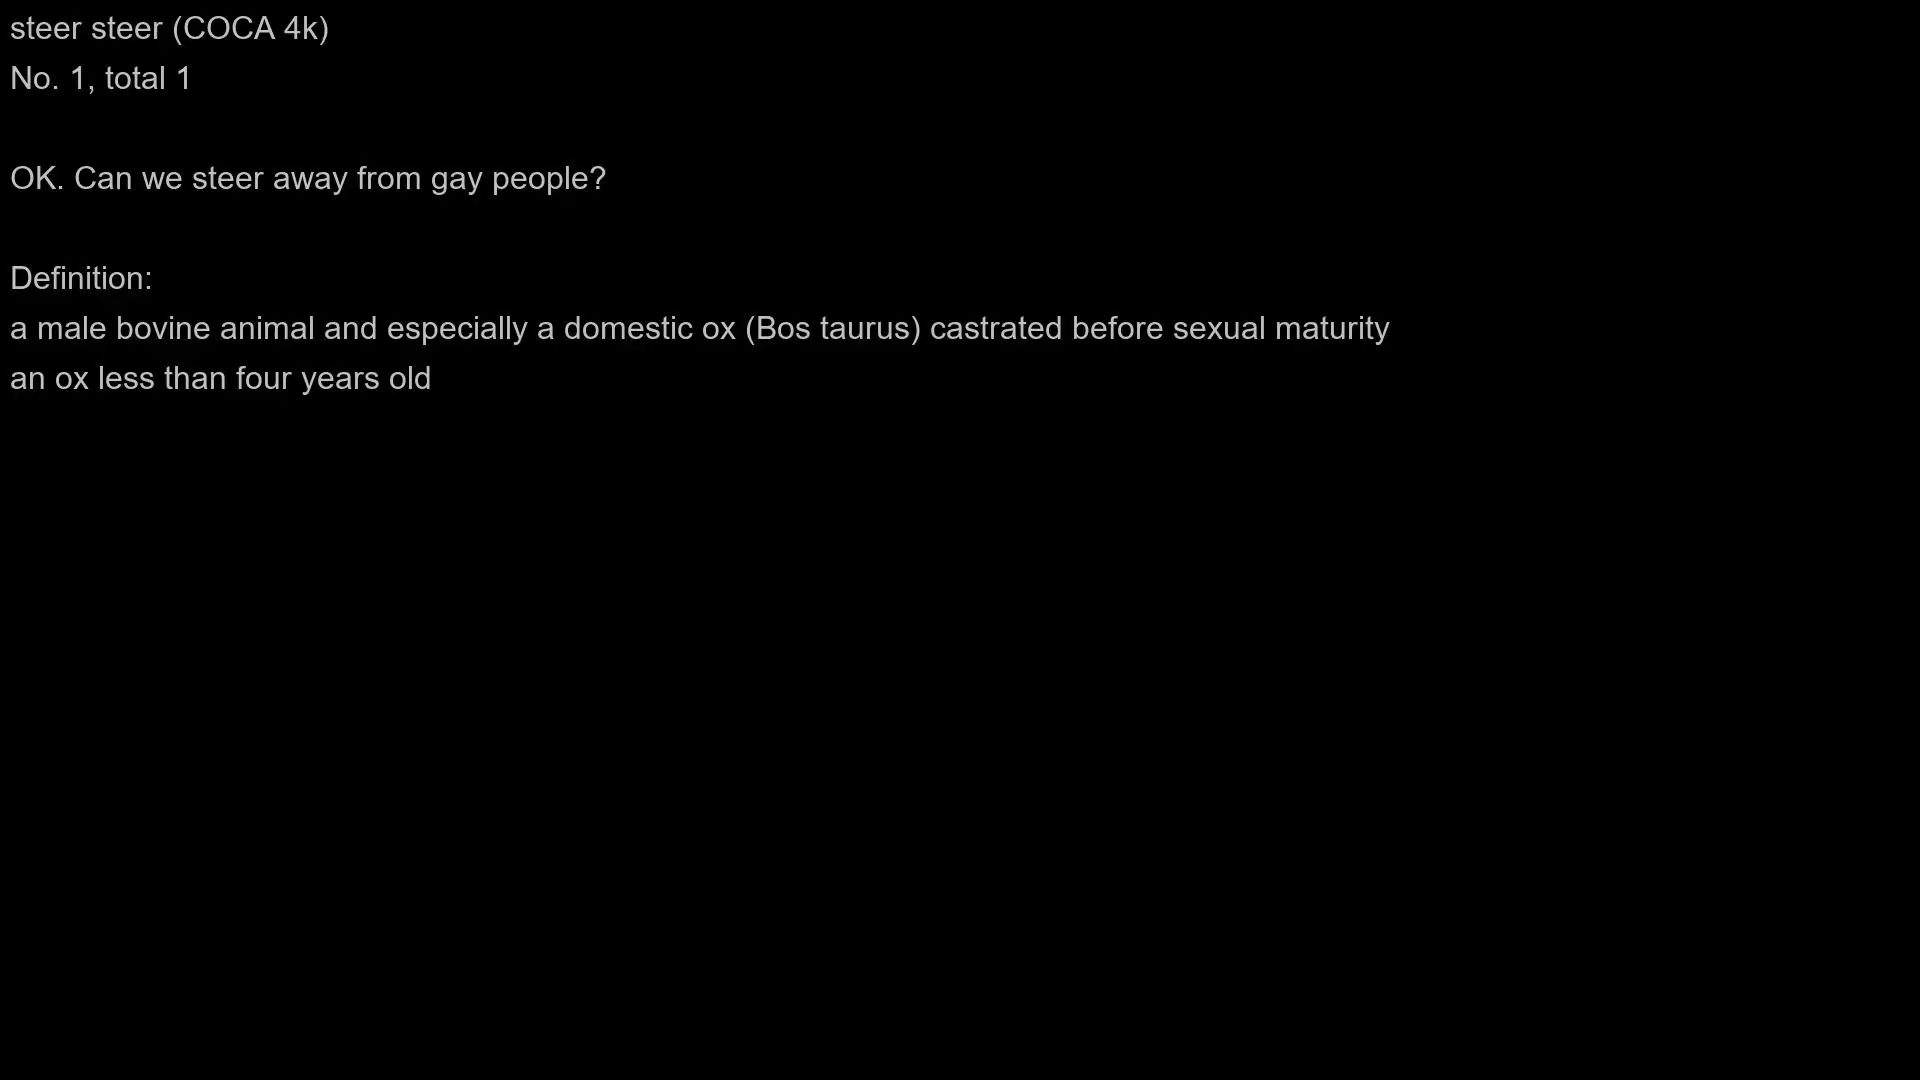 steer steer (COCA 4k)
No. 1, total 1
OK. Can we steer away from gay people?
Definition:
a male bovine animal and especially a domestic ox (Bos taurus) castrated before sexual maturity
an ox less than four years old